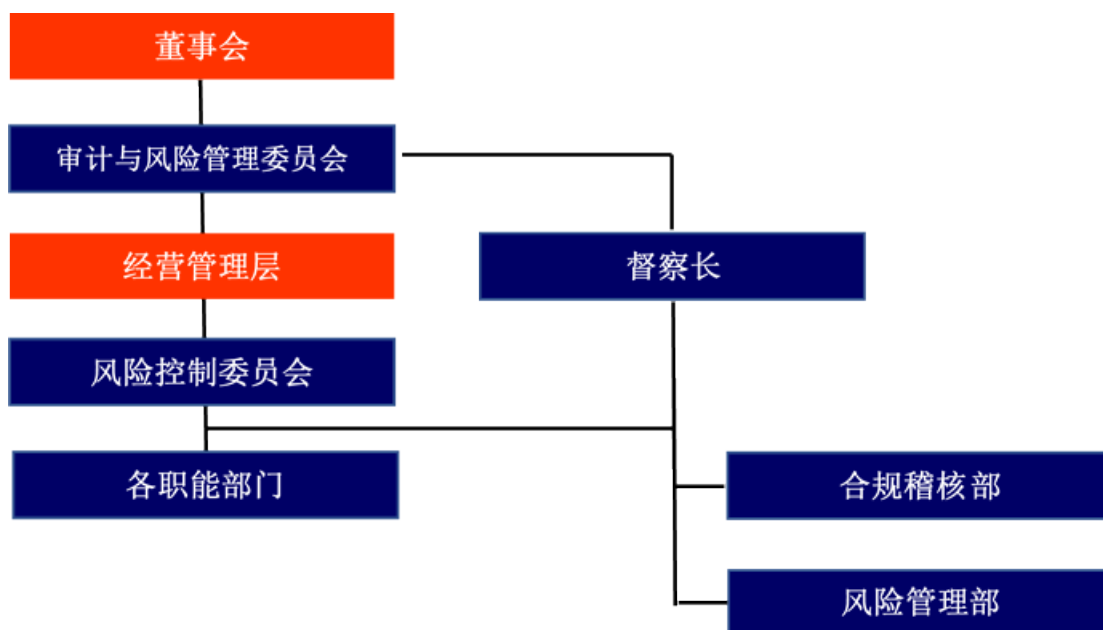 董事会
审计与风险管理委员会
经营管理层
督察长
风险控制委员会
各职能部门
合规稽核部
风险管理部